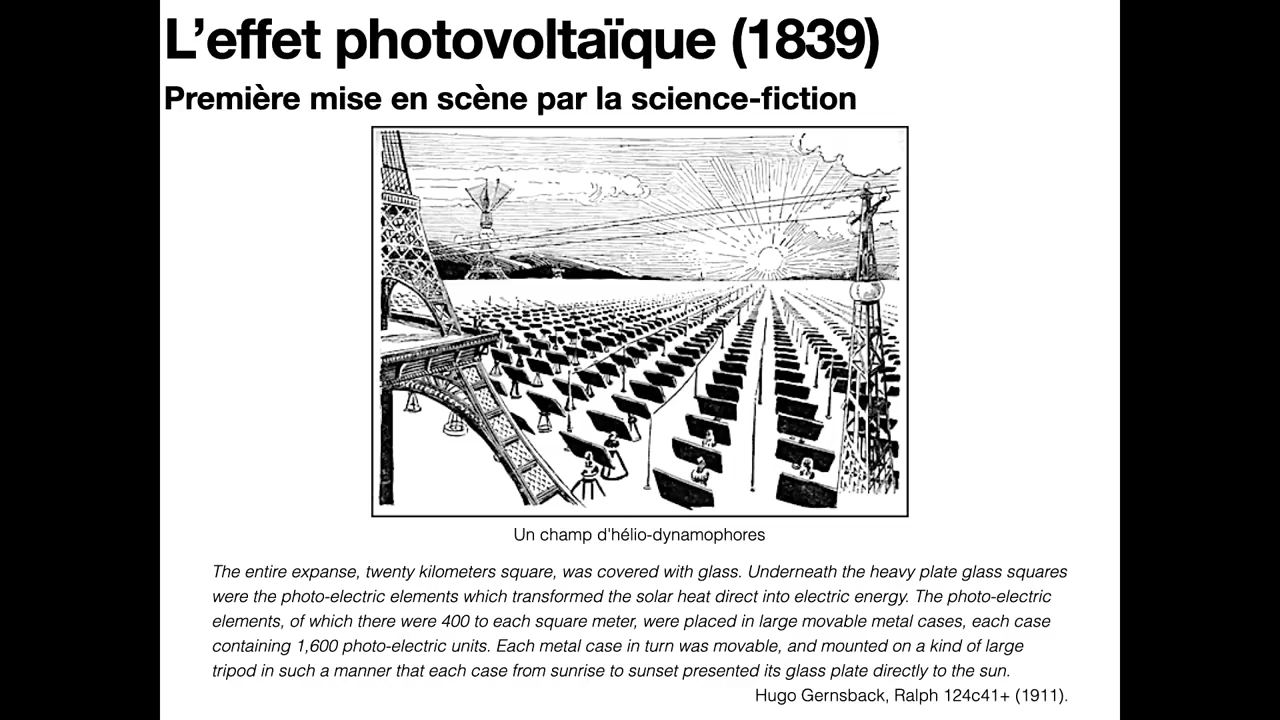 L’effet photovoltaïque (1839)
Première mise en scène par la science-fiction
Un champ d'hélio-dynamophores
The entire expanse, twenty kilometers square, was covered with glass. Underneath the heavy plate glass squares
were the photo-electric elements which transformed the solar heat direct into electric energy. The photo-electric
elements, of which there were 400 to each square meter, were placed in large movable metal cases, each case
containing 1,600 photo-electric units. Each metal case in turn was movable, and mounted on a kind of large
tripod in such a manner that each case from sunrise to sunset presented its glass plate directly to the sun.
Hugo Gernsback, Ralph 124c41+ (1911).